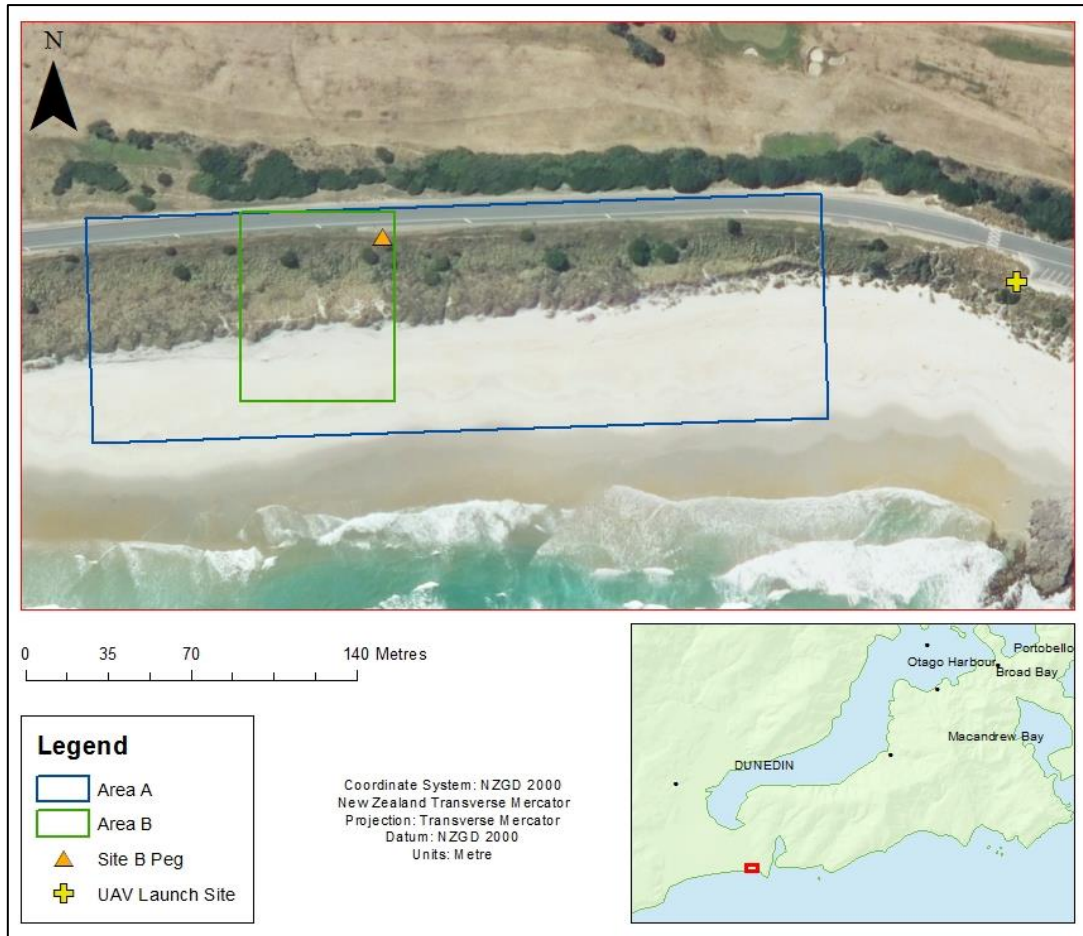 N
0 35 70 140 Metres
Legend
Area A
Area B
Site B Peg
UAV Launch Site
Coordinate System: NZGD 2000
New Zealand Transverse Mercator
Projection: Transverse Mercator
Datum: NZGD 2000
Units: Metre
Portobello
Otago Harbour
Broad Bay
Macandrew Bay
DUNEDIN